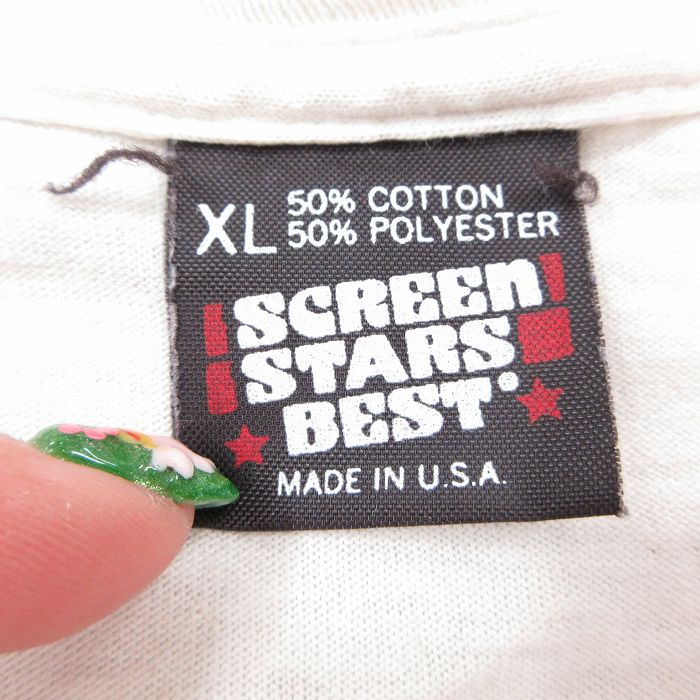 XL 50% COTTON
50% POLYESTER
SCREEN
STARS
BEST®
MADE IN U.S.A.